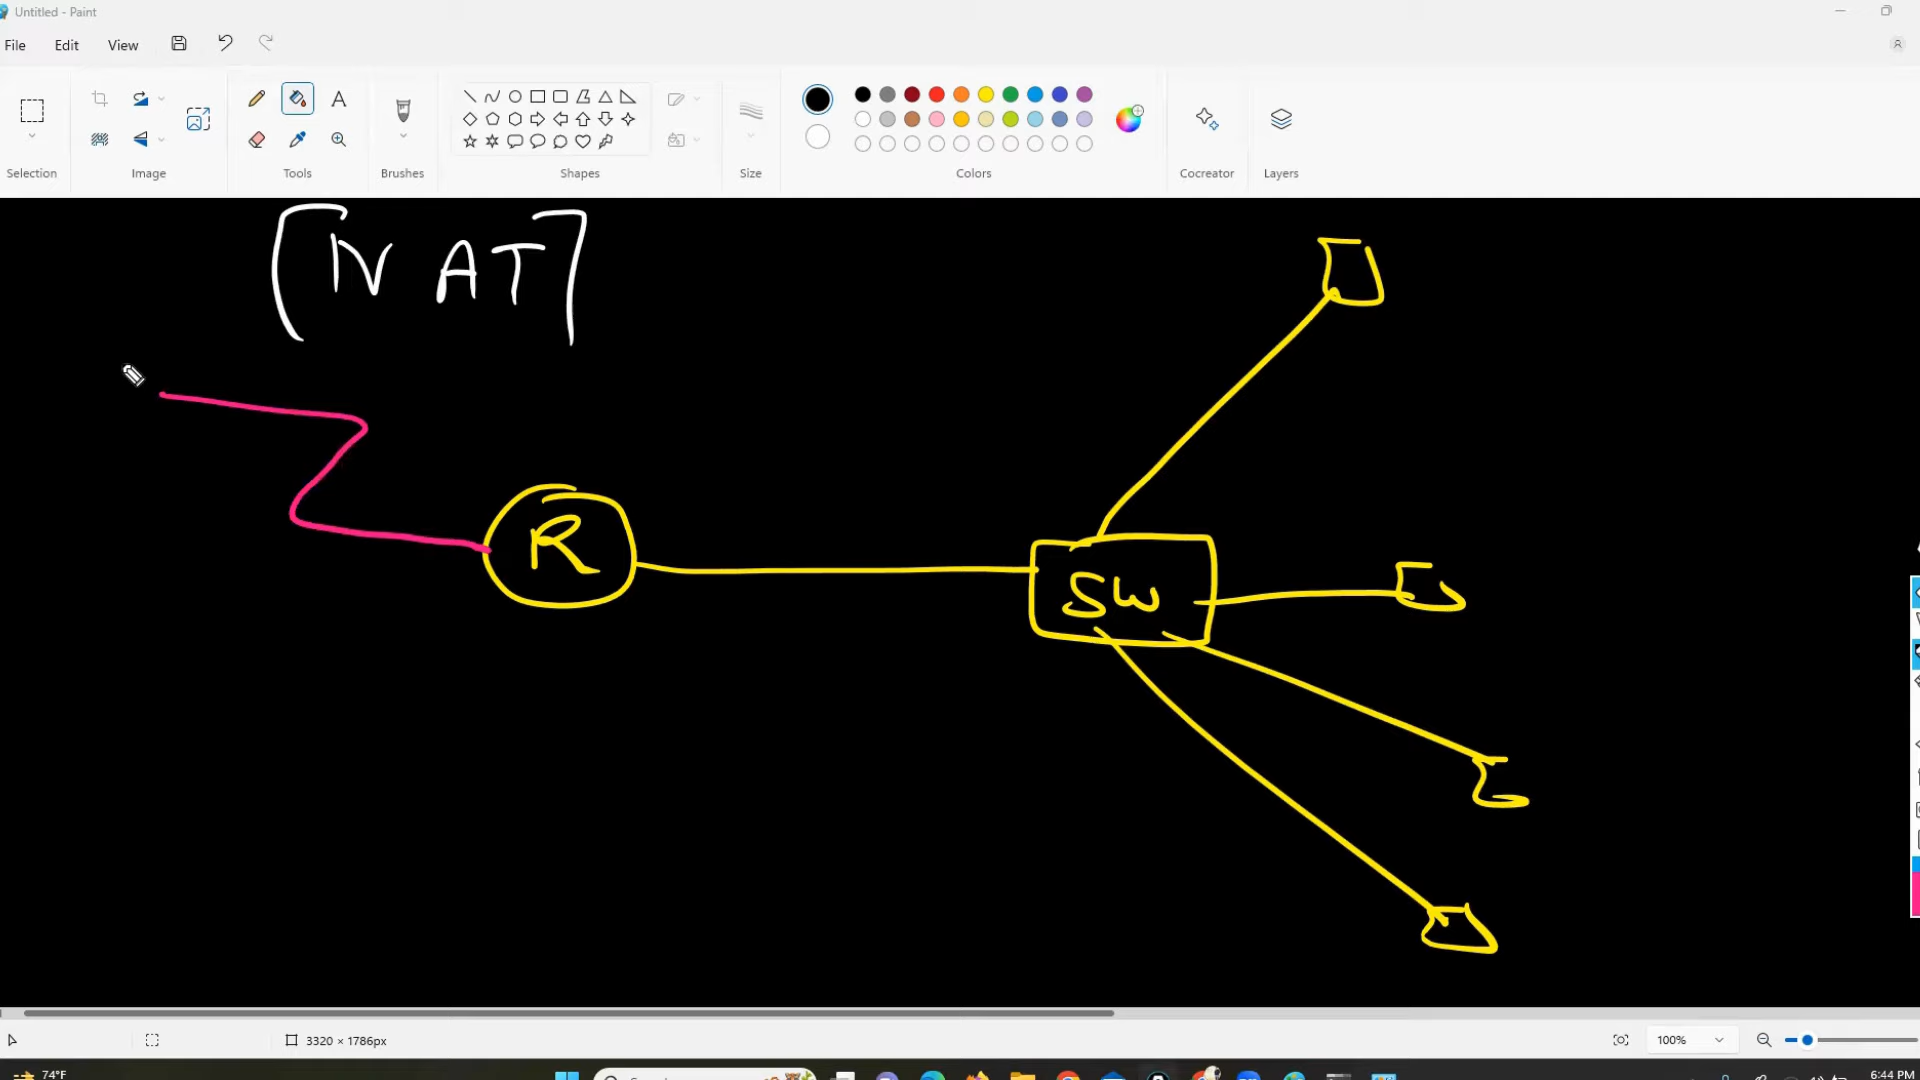 Untitled - Paint
File Edit View
Selection Image Tools Brushes Shapes Size Colors Cocreator Layers
[NAT]
R
SW
3320 × 1786px 100%
74°F
6:44 PM